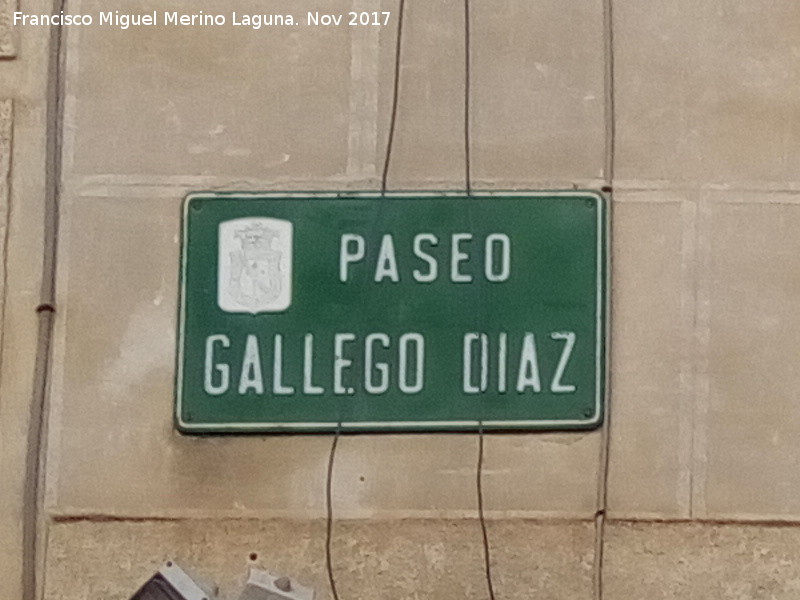 Francisco Miguel Merino Laguna. Nov 2017
PASEO
GALLEGO DIAZ